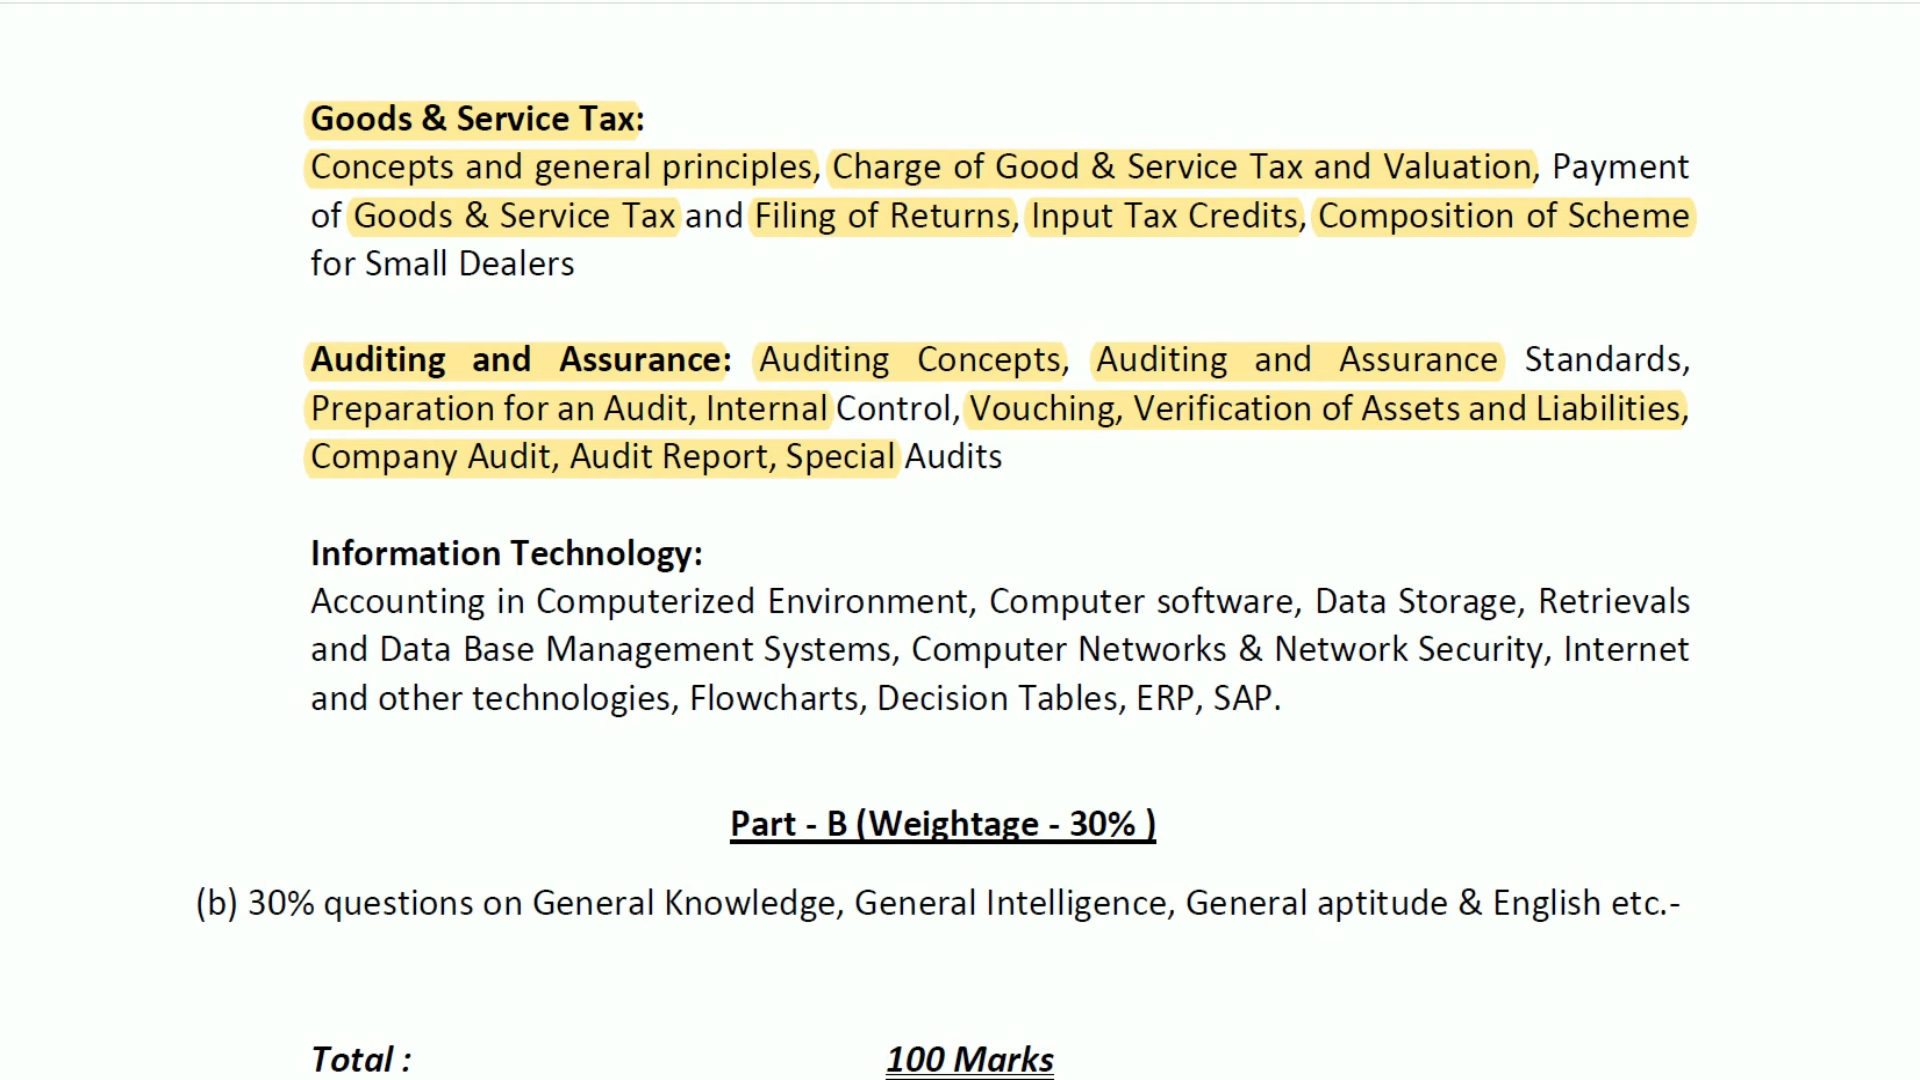 Goods & Service Tax:
Concepts and general principles, Charge of Good & Service Tax and Valuation, Payment
of Goods & Service Tax and Filing of Returns, Input Tax Credits, Composition of Scheme
for Small Dealers
Auditing and Assurance: Auditing Concepts, Auditing and Assurance Standards,
Preparation for an Audit, Internal Control, Vouching, Verification of Assets and Liabilities,
Company Audit, Audit Report, Special Audits
Information Technology:
Accounting in Computerized Environment, Computer software, Data Storage, Retrievals
and Data Base Management Systems, Computer Networks & Network Security, Internet
and other technologies, Flowcharts, Decision Tables, ERP, SAP.
Part - B (Weightage - 30% )
(b) 30% questions on General Knowledge, General Intelligence, General aptitude & English etc.-
Total : 100 Marks